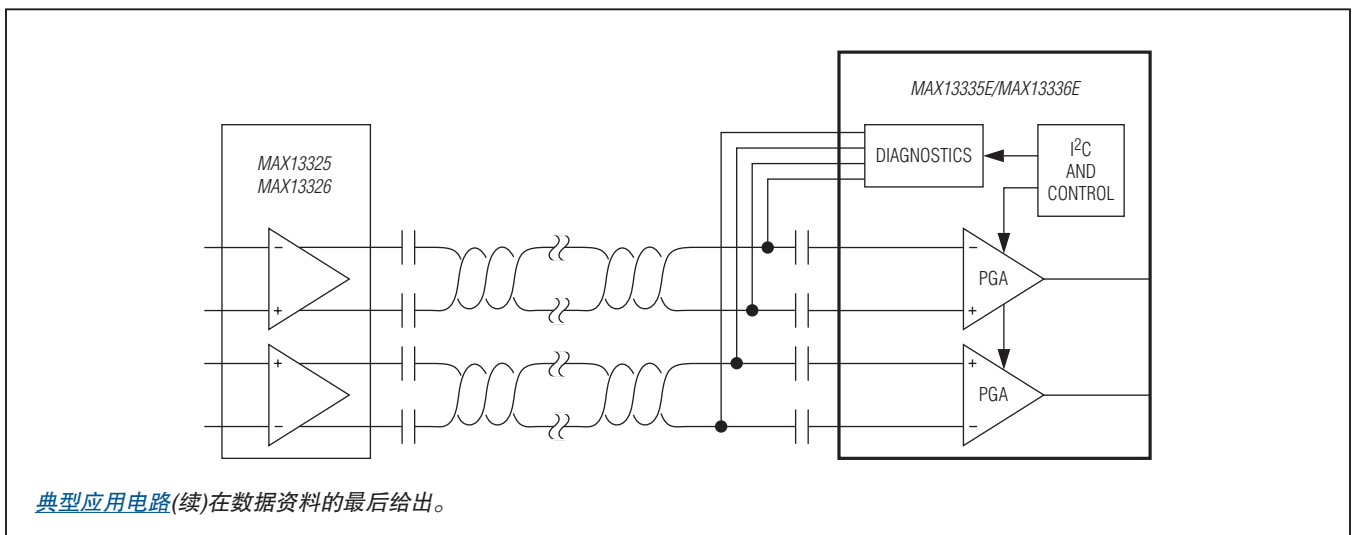 MAX13335E/MAX13336E
MAX13325
MAX13326
DIAGNOSTICS
I²C
AND
CONTROL
−
+
+
−
−
PGA
+
+
PGA
−
典型应用电路(续)在数据资料的最后给出。